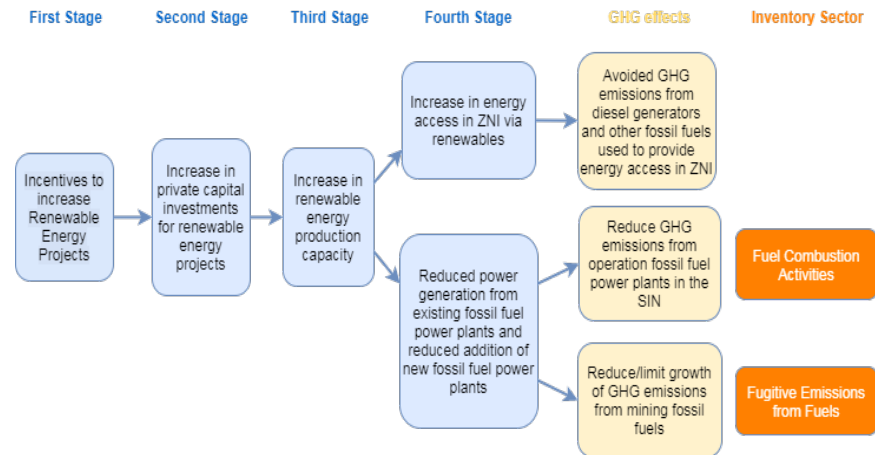 First Stage
Second Stage
Third Stage
Fourth Stage
GHG effects
Inventory Sector
Incentives to
increase
Renewable
Energy
Projects
Increase in
private capital
investments
for renewable
energy
projects
Increase in
renewable
energy
production
capacity
Increase in energy
access in ZNI via
renewables
Reduced power
generation from
existing fossil fuel
power plants and
reduced addition of
new fossil fuel power
plants
Avoided GHG
emissions from
diesel generators
and other fossil fuels
used to provide
energy access in ZNI
Reduce GHG
emissions from
operation fossil fuel
power plants in the
SIN
Reduce/limit growth
of GHG emissions
from mining fossil
fuels
Fuel Combustion
Activities
Fugitive Emissions
from Fuels